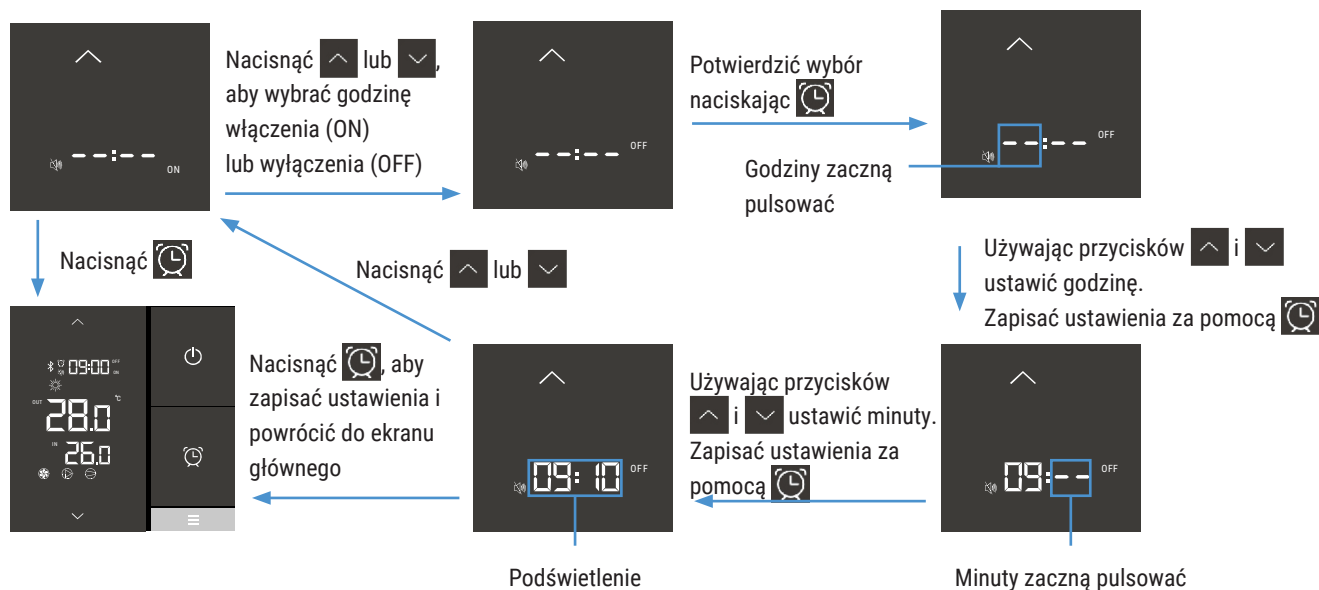 Nacisnąć lub ,
aby wybrać godzinę
włączenia (ON)
lub wyłączenia (OFF)
--:--
ON
--:--
OFF
Potwierdzić wybór
naciskając
Godziny zaczną
pulsować
--:--
OFF
Nacisnąć
Nacisnąć lub
Używając przycisków i
ustawić godzinę.
Zapisać ustawienia za pomocą
09:00
OFF
ON
OUT
28.0
°C
IN
26.0
Nacisnąć , aby
zapisać ustawienia i
powrócić do ekranu
głównego
09:10
OFF
Podświetlenie
Używając przycisków
i ustawić minuty.
Zapisać ustawienia za
pomocą
09:--
OFF
Minuty zaczną pulsować